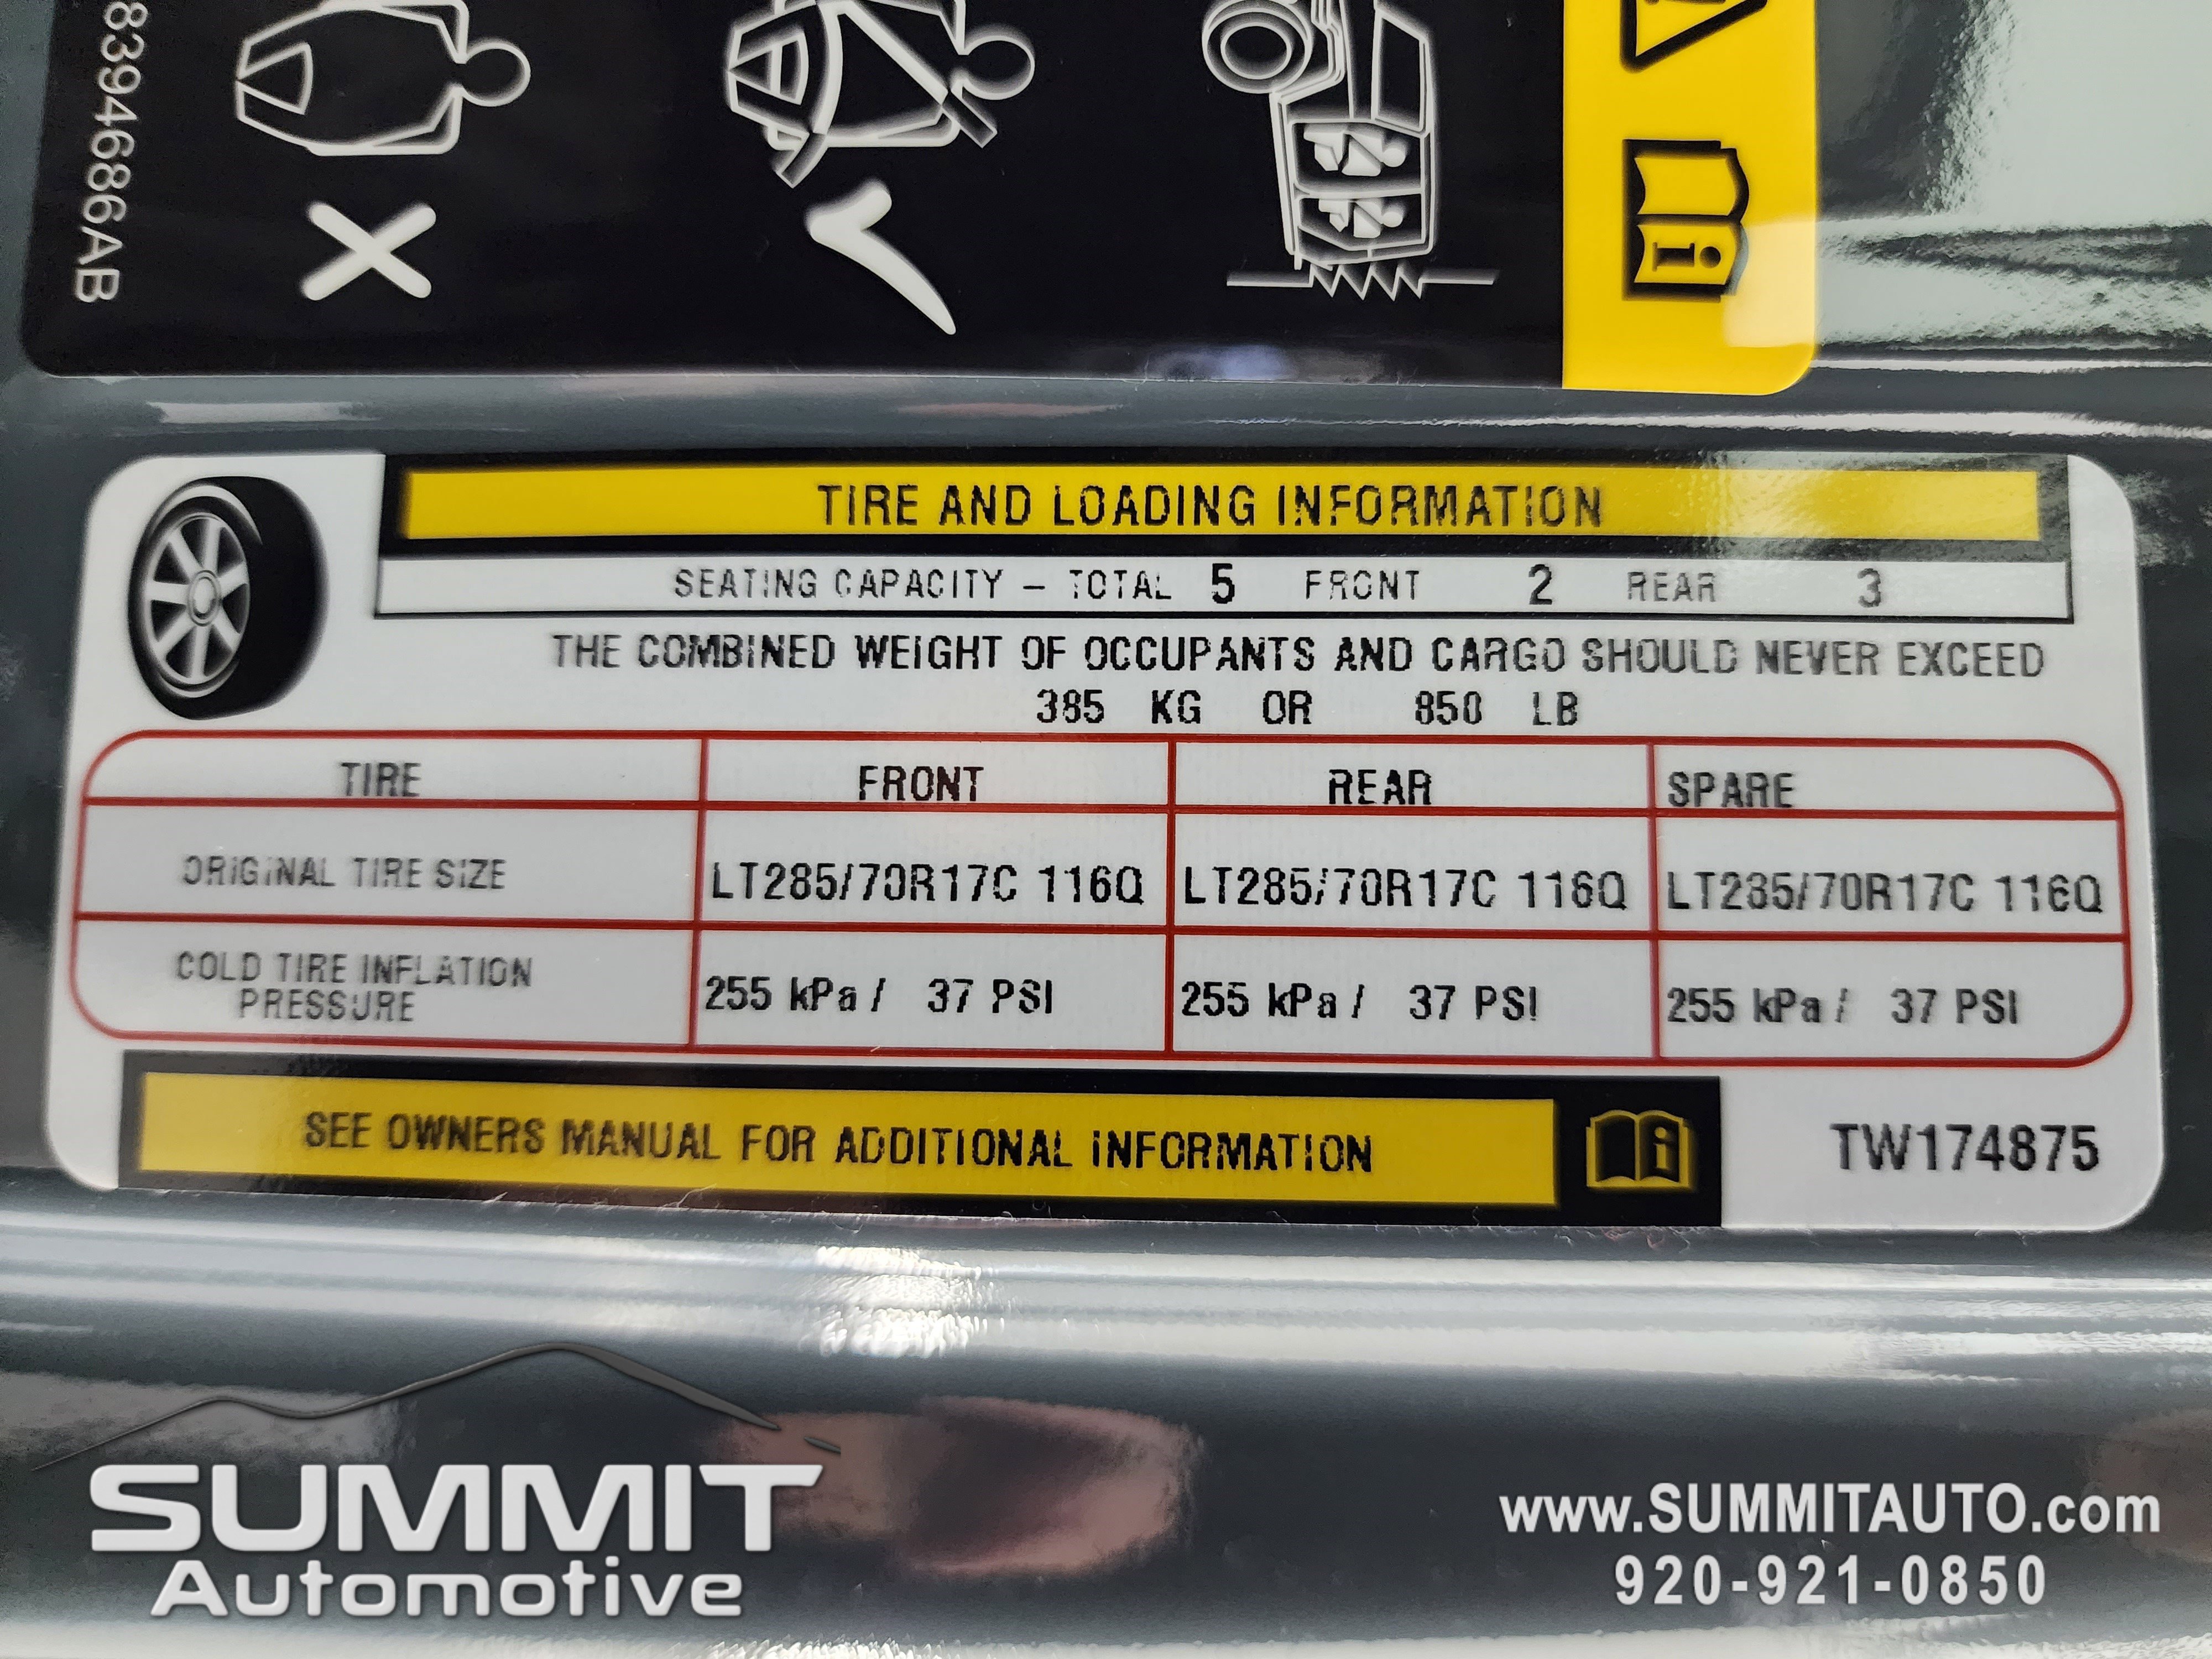 83946686AB
TIRE AND LOADING INFORMATION
SEATING CAPACITY – TOTAL 5 FRONT 2 REAR 3
THE COMBINED WEIGHT OF OCCUPANTS AND CARGO SHOULD NEVER EXCEED
385 KG OR 850 LB
TIRE FRONT REAR SPARE
ORIGINAL TIRE SIZE LT285/70R17C 116Q LT285/70R17C 116Q LT285/70R17C 116Q
COLD TIRE INFLATION
PRESSURE
255 kPa / 37 PSI 255 kPa / 37 PSI 255 kPa / 37 PSI
SEE OWNERS MANUAL FOR ADDITIONAL INFORMATION
TW174875
SUMMIT
Automotive
www.SUMMITAUTO.com
920-921-0850